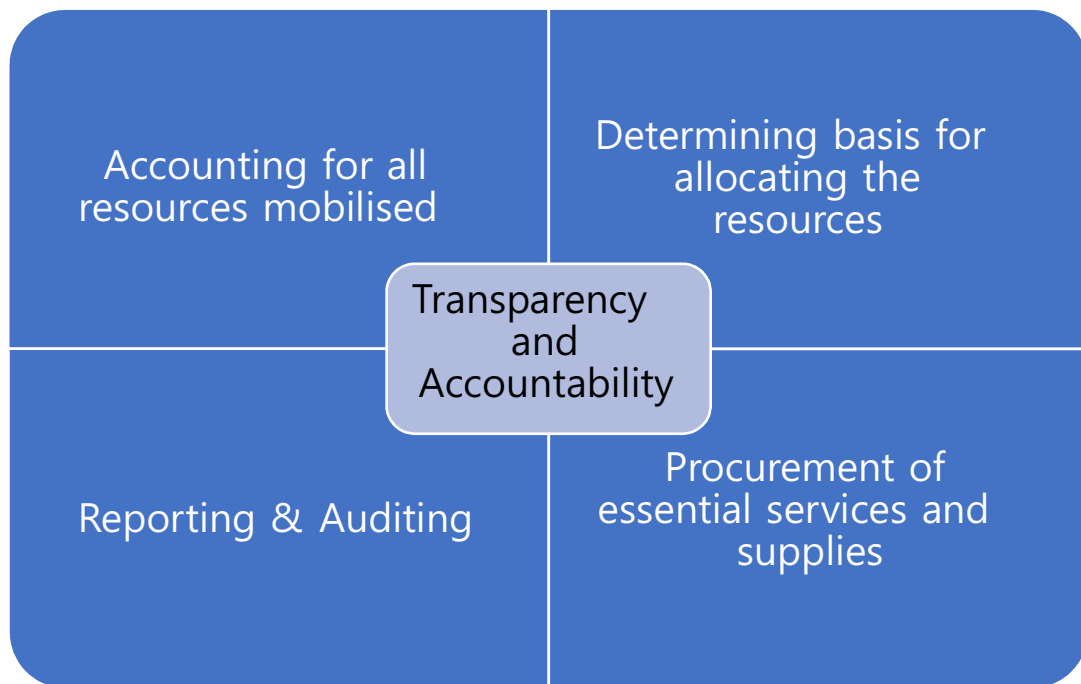 Accounting for all
resources mobilised
Determining basis for
allocating the
resources
Transparency
and
Accountability
Reporting & Auditing
Procurement of
essential services and
supplies